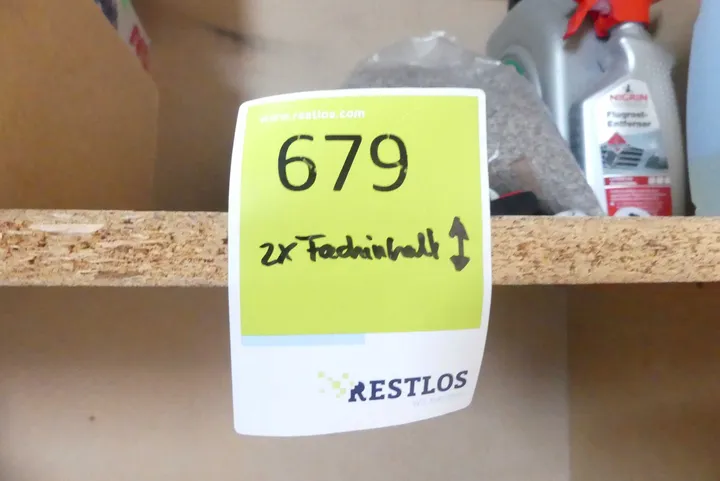 www.restlos.com
679
2x Fachinhalt ↕
RESTLOS
NIGRIN
Flugrost-
Entferner